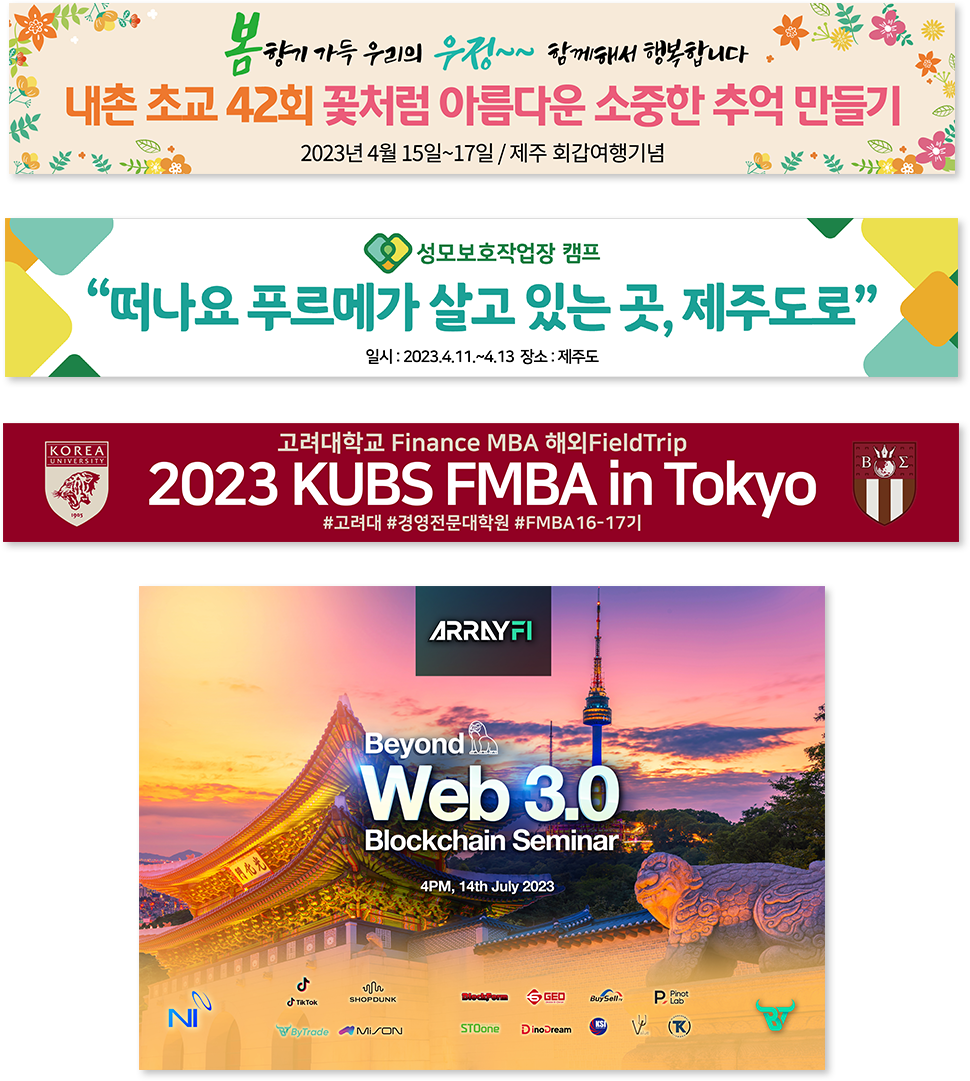 봄 향기 가득 우리의 우정~~ 함께해서 행복합니다
내촌 초교 42회 꽃처럼 아름다운 소중한 추억 만들기
2023년 4월 15일~17일 / 제주 회갑여행기념
성모보호작업장 캠프
“떠나요 푸르메가 살고 있는 곳, 제주도로”
일시 : 2023.4.11.~4.13 장소 : 제주도
고려대학교 Finance MBA 해외FieldTrip
KOREA
UNIVERSITY
1905
2023 KUBS FMBA in Tokyo
B Σ
#고려대 #경영전문대학원 #FMBA16-17기
ARRAYFI
Beyond
Web 3.0
Blockchain Seminar
4PM, 14th July 2023
光化門
NI
TikTok
SHOPDUNK
BlockForm
GEO
BuySell
Pinot Lab
ByTrade
MISON
STOone
DinoDream
KSI
TK